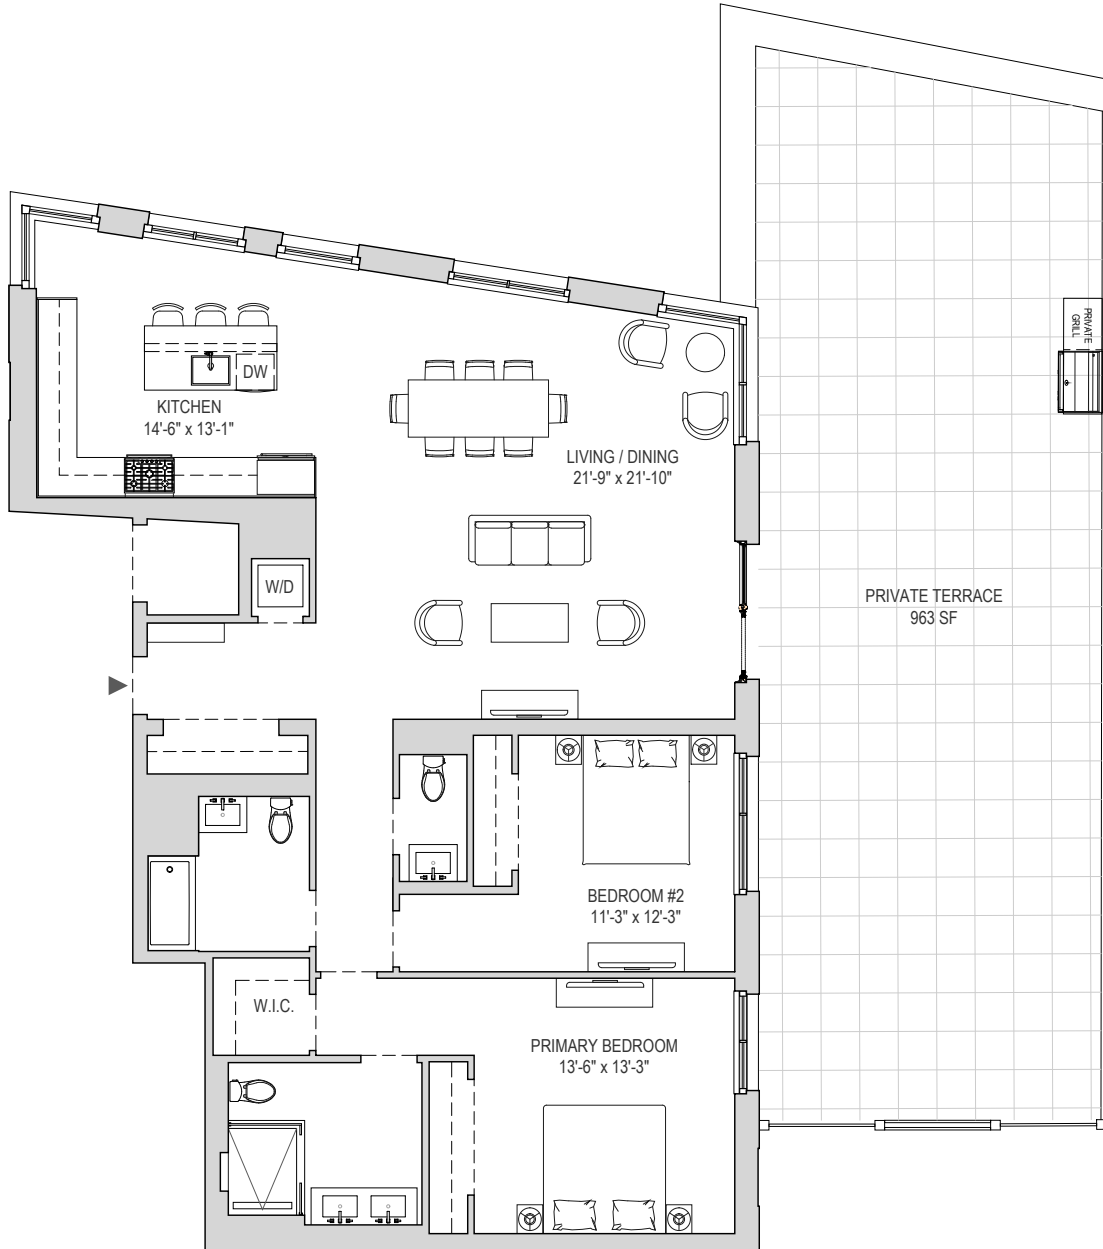 PRIVATE
GRILL
DW
KITCHEN
14'-6" x 13'-1"
LIVING / DINING
21'-9" x 21'-10"
W/D
PRIVATE TERRACE
963 SF
BEDROOM #2
11'-3" x 12'-3"
W.I.C.
PRIMARY BEDROOM
13'-6" x 13'-3"